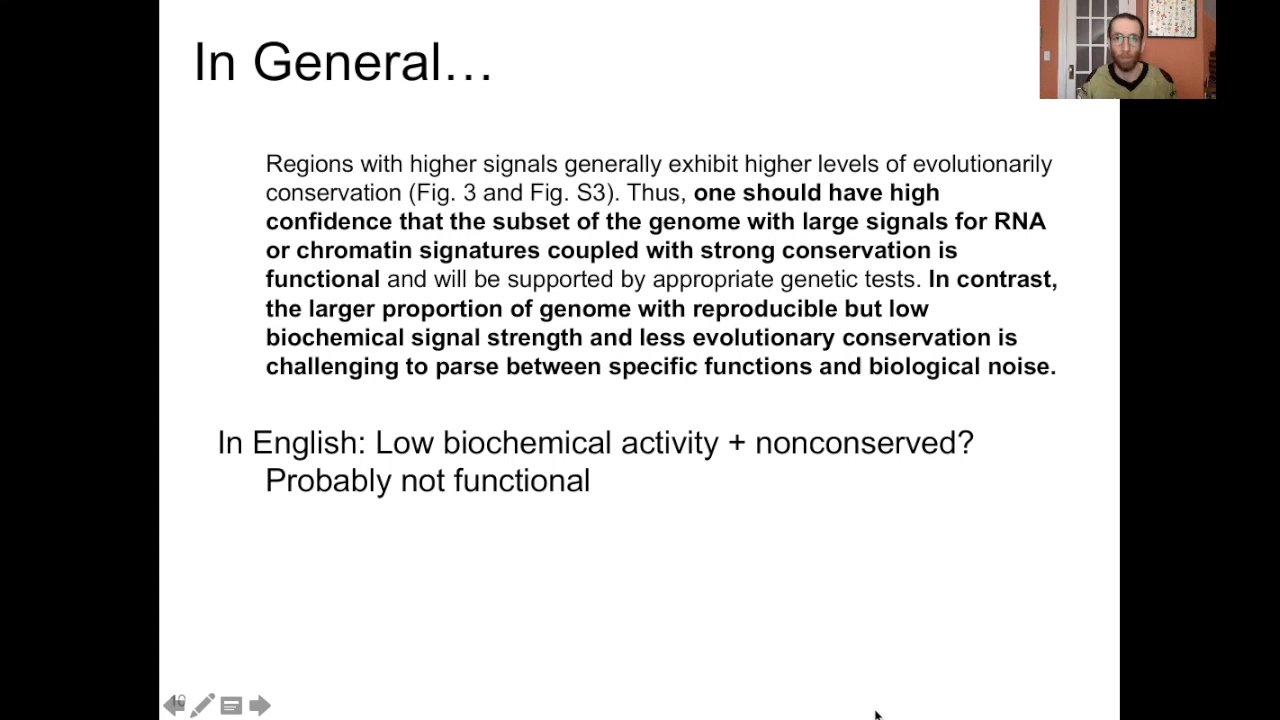 In General…
Regions with higher signals generally exhibit higher levels of evolutionarily
conservation (Fig. 3 and Fig. S3). Thus, one should have high
confidence that the subset of the genome with large signals for RNA
or chromatin signatures coupled with strong conservation is
functional and will be supported by appropriate genetic tests. In contrast,
the larger proportion of genome with reproducible but low
biochemical signal strength and less evolutionary conservation is
challenging to parse between specific functions and biological noise.
In English: Low biochemical activity + nonconserved?
Probably not functional